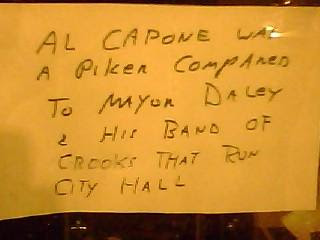 AL CAPONE WAS
A PIKER COMPARED
TO MAYOR DALEY
& HIS BAND OF
CROOKS THAT RUN
CITY HALL